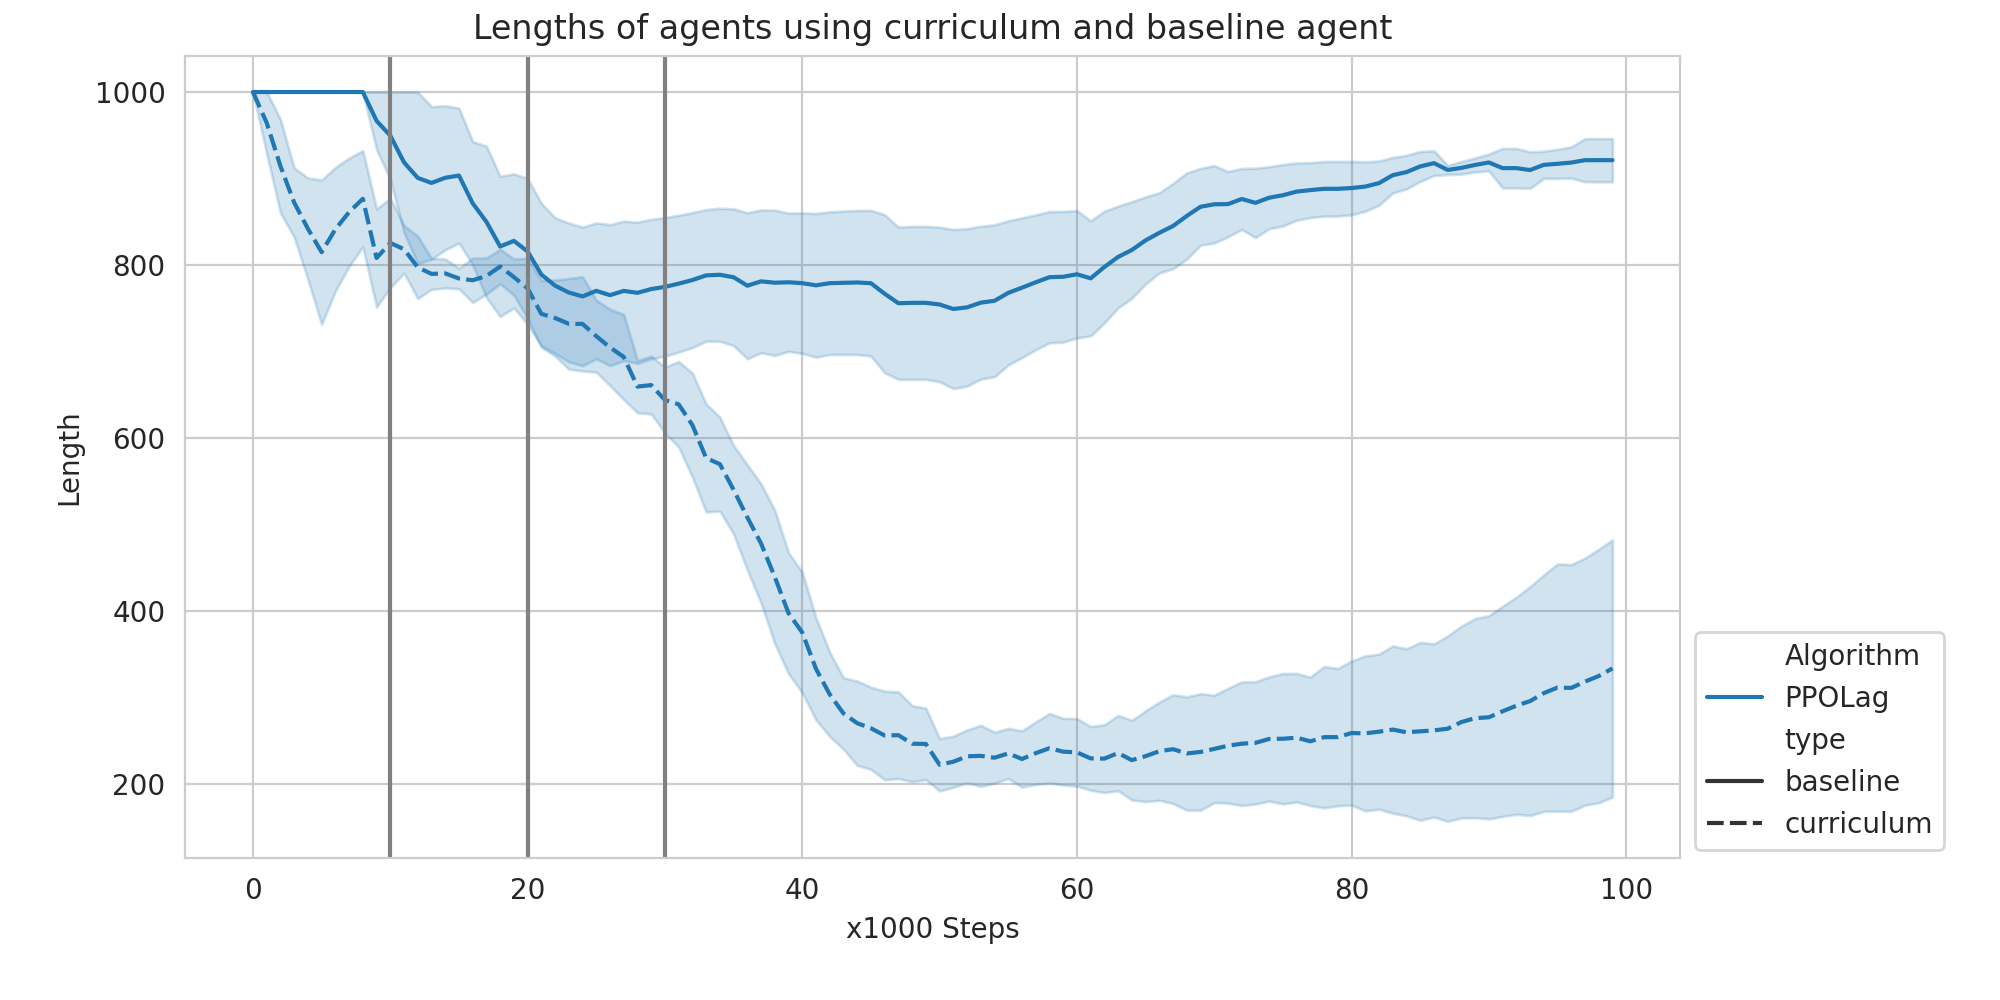 Lengths of agents using curriculum and baseline agent
1000
800
600
400
200
Length
0
20
40
60
80
100
x1000 Steps
Algorithm
PPOLag
type
baseline
curriculum